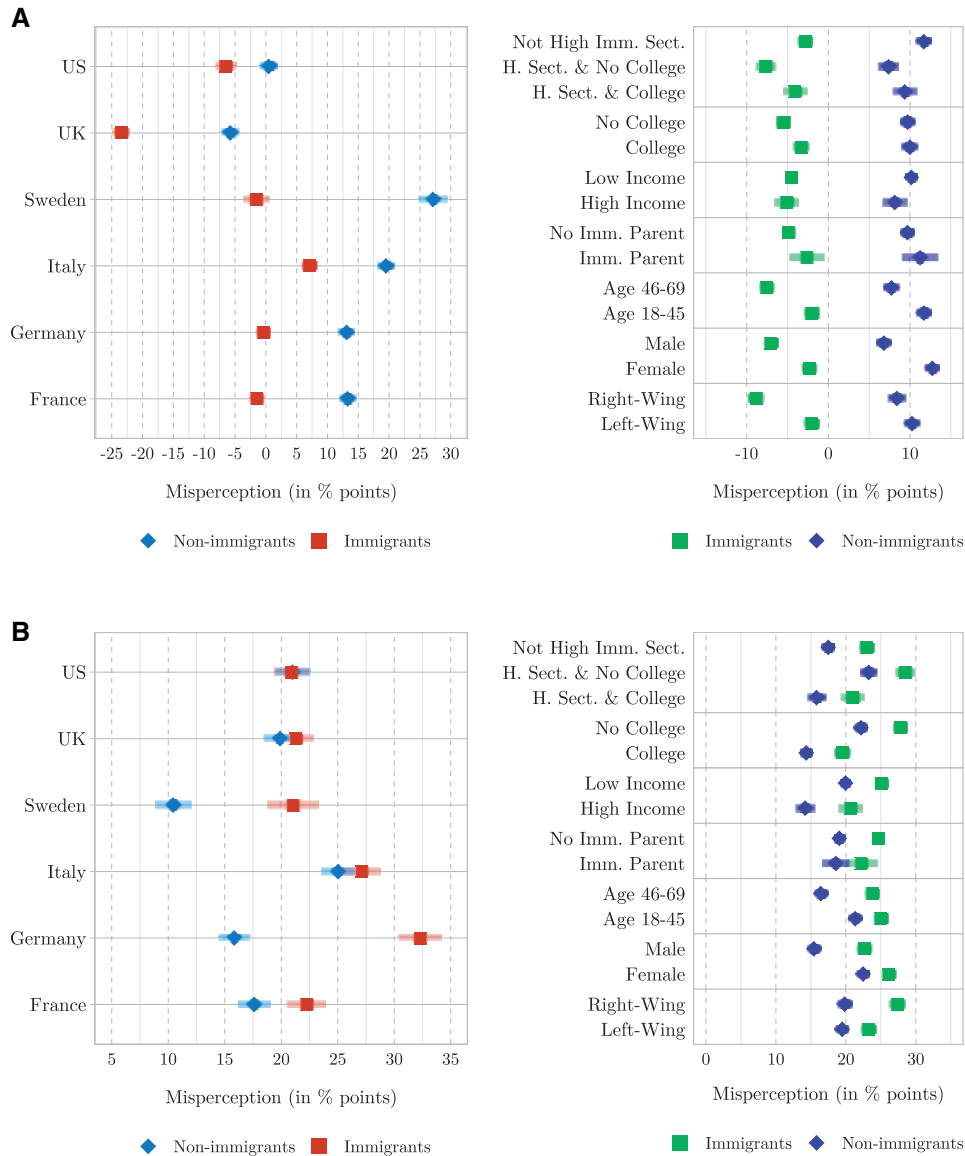 A
US
UK
Sweden
Italy
Germany
France
-25 -20 -15 -10 -5 0 5 10 15 20 25 30
Misperception (in % points)
Non-immigrants Immigrants
Not High Imm. Sect.
H. Sect. & No College
H. Sect. & College
No College
College
Low Income
High Income
No Imm. Parent
Imm. Parent
Age 46-69
Age 18-45
Male
Female
Right-Wing
Left-Wing
-10 0 10
Misperception (in % points)
Immigrants Non-immigrants
B
US
UK
Sweden
Italy
Germany
France
5 10 15 20 25 30 35
Misperception (in % points)
Non-immigrants Immigrants
Not High Imm. Sect.
H. Sect. & No College
H. Sect. & College
No College
College
Low Income
High Income
No Imm. Parent
Imm. Parent
Age 46-69
Age 18-45
Male
Female
Right-Wing
Left-Wing
0 10 20 30
Misperception (in % points)
Immigrants Non-immigrants